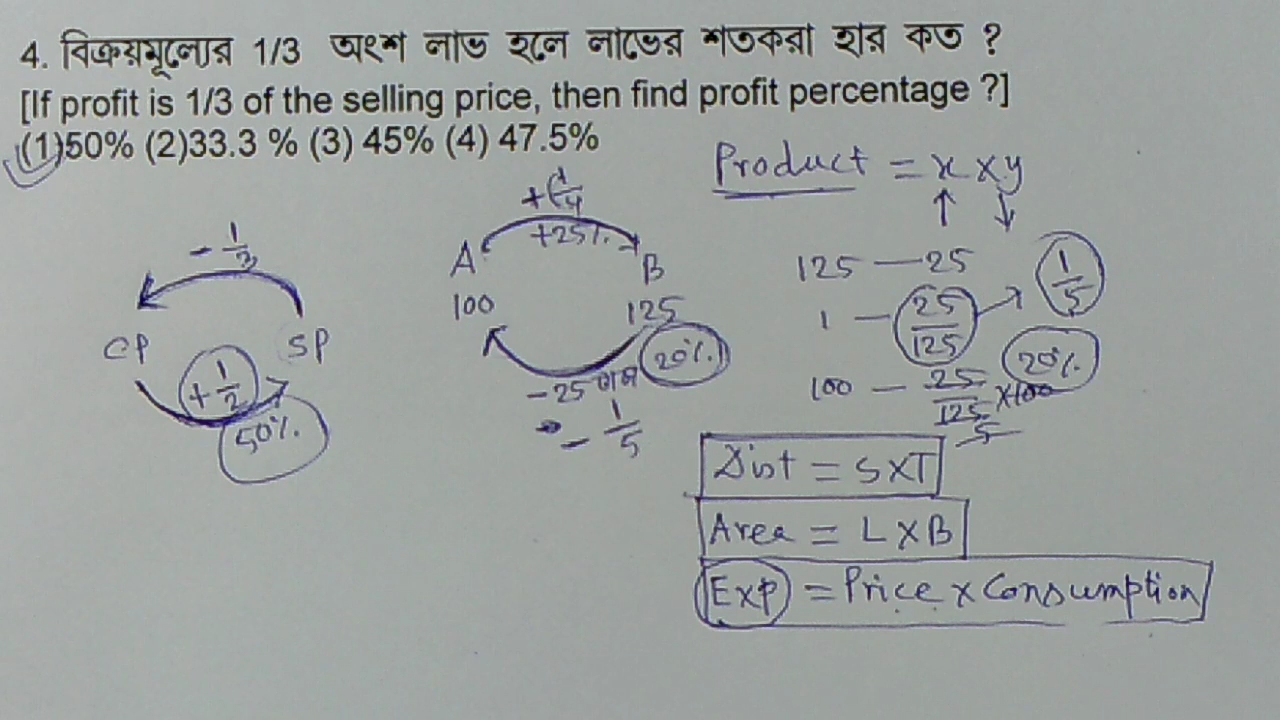 4. বিক্রয়মূল্যের 1/3 অংশ লাভ হলে লাভের শতকরা হার কত ?
[If profit is 1/3 of the selling price, then find profit percentage ?]
(1)50% (2)33.3 % (3) 45% (4) 47.5%
- 1/3
CP SP
+ 1/2
50%.
+ 1/4
+25%.
A B
100 125
20%.
-25
- 1/5
Product = x x y
↑ ↓
125 — 25
1 — 25/125 → 1/5
100 — 25/125 x 100
5
20%.
Dist = S X T
Area = L X B
Exp = Price x Consumption